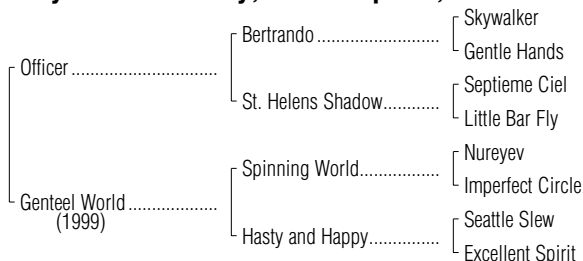 Skywalker
Bertrando
Gentle Hands
Officer
Septieme Ciel
St. Helens Shadow
Little Bar Fly
Nureyev
Spinning World
Imperfect Circle
Genteel World
(1999)
Seattle Slew
Hasty and Happy
Excellent Spirit